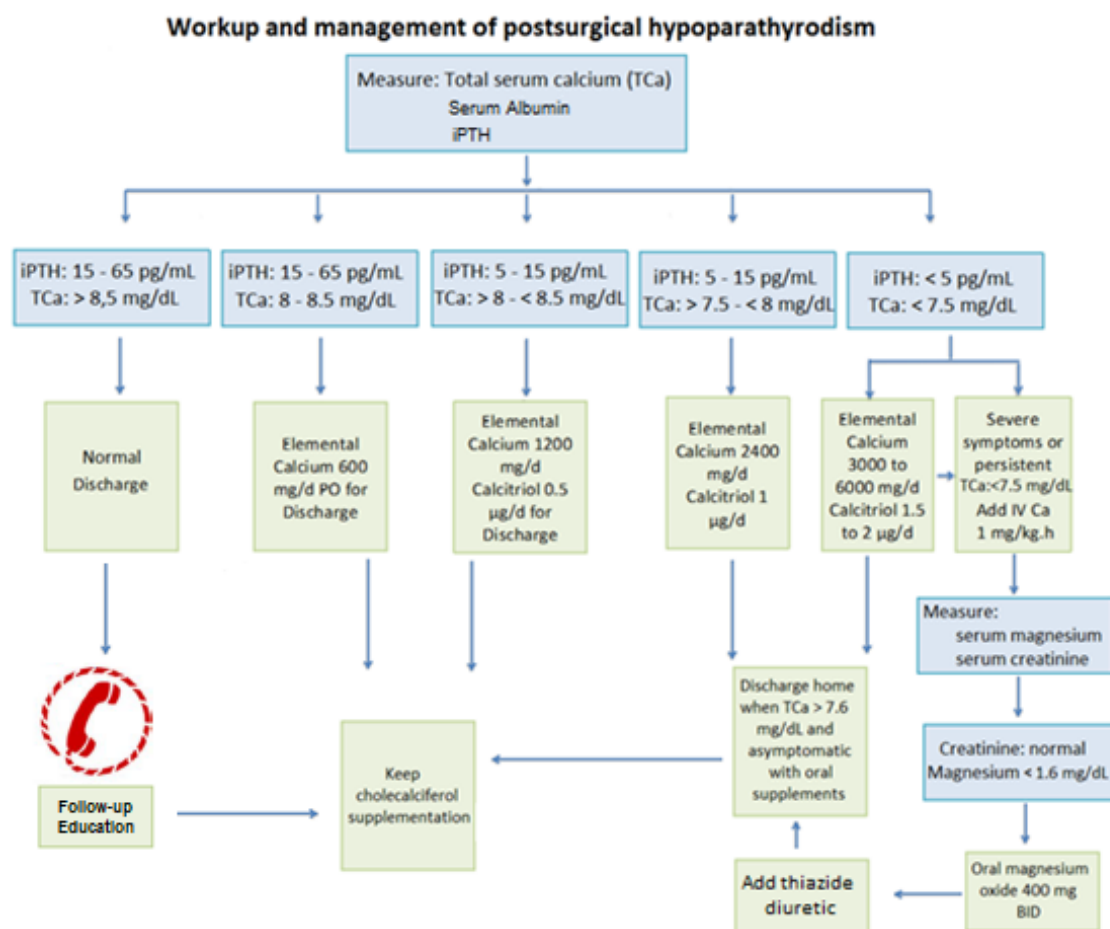 Workup and management of postsurgical hypoparathyrodism
Measure: Total serum calcium (TCa)
Serum Albumin
iPTH
iPTH: 15 - 65 pg/mL
TCa: > 8,5 mg/dL
iPTH: 15 - 65 pg/mL
TCa: 8 - 8.5 mg/dL
iPTH: 5 - 15 pg/mL
TCa: > 8 - < 8.5 mg/dL
iPTH: 5 - 15 pg/mL
TCa: > 7.5 - < 8 mg/dL
iPTH: < 5 pg/mL
TCa: < 7.5 mg/dL
Normal
Discharge
Elemental
Calcium 600
mg/d PO for
Discharge
Elemental
Calcium 1200
mg/d
Calcitriol 0.5
µg/d for
Discharge
Elemental
Calcium 2400
mg/d
Calcitriol 1
µg/d
Elemental
Calcium
3000 to
6000 mg/d
Calcitriol 1.5
to 2 µg/d
Severe
symptoms or
persistent
TCa:<7.5 mg/dL
Add IV Ca
1 mg/kg.h
Measure:
serum magnesium
serum creatinine
Creatinine: normal
Magnesium < 1.6 mg/dL
Oral magnesium
oxide 400 mg
BID
Add thiazide
diuretic
Discharge home
when TCa > 7.6
mg/dL and
asymptomatic
with oral
supplements
Keep
cholecalciferol
supplementation
Follow-up
Education